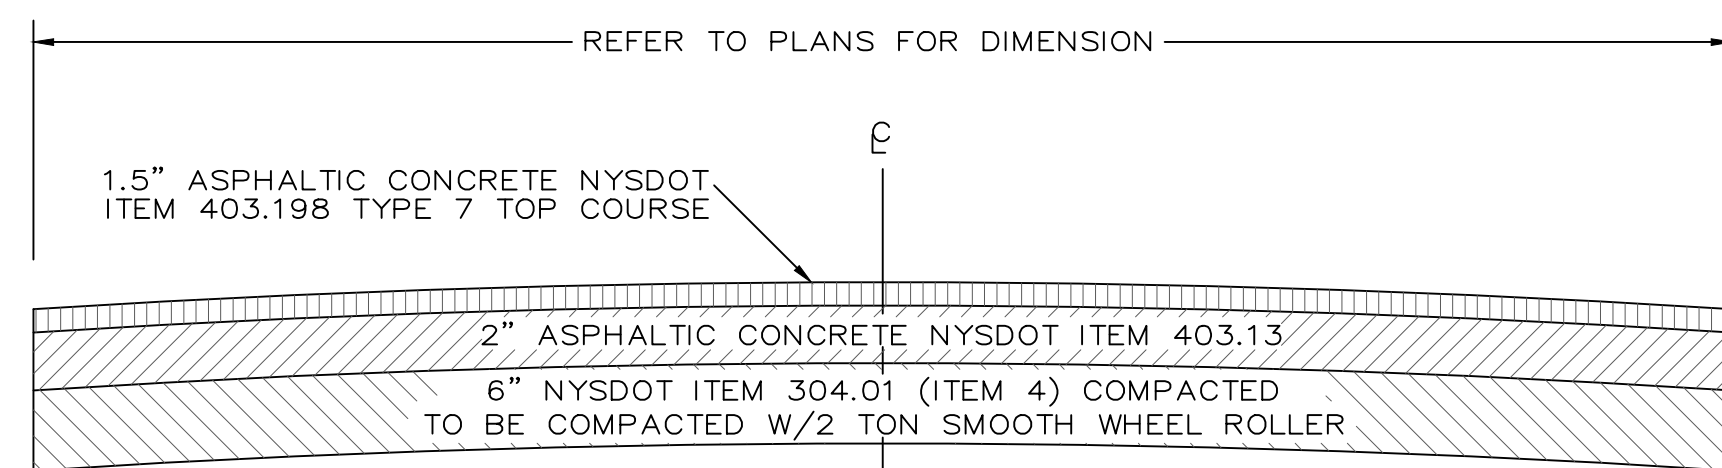 REFER TO PLANS FOR DIMENSION
CL
1.5" ASPHALTIC CONCRETE NYSDOT
ITEM 403.198 TYPE 7 TOP COURSE
2" ASPHALTIC CONCRETE NYSDOT ITEM 403.13
6" NYSDOT ITEM 304.01 (ITEM 4) COMPACTED
TO BE COMPACTED W/2 TON SMOOTH WHEEL ROLLER